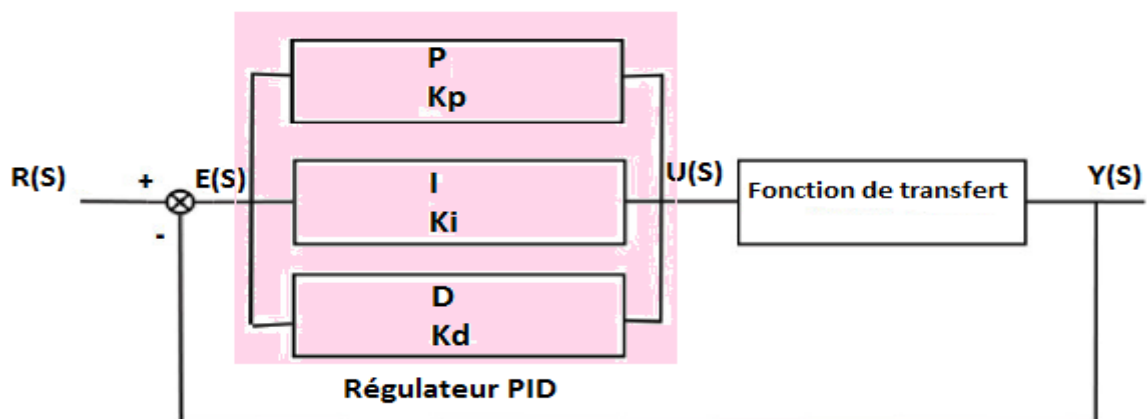 P
Kp
R(S)
+
E(S)
I
Ki
U(S)
Fonction de transfert
Y(S)
-
D
Kd
Régulateur PID